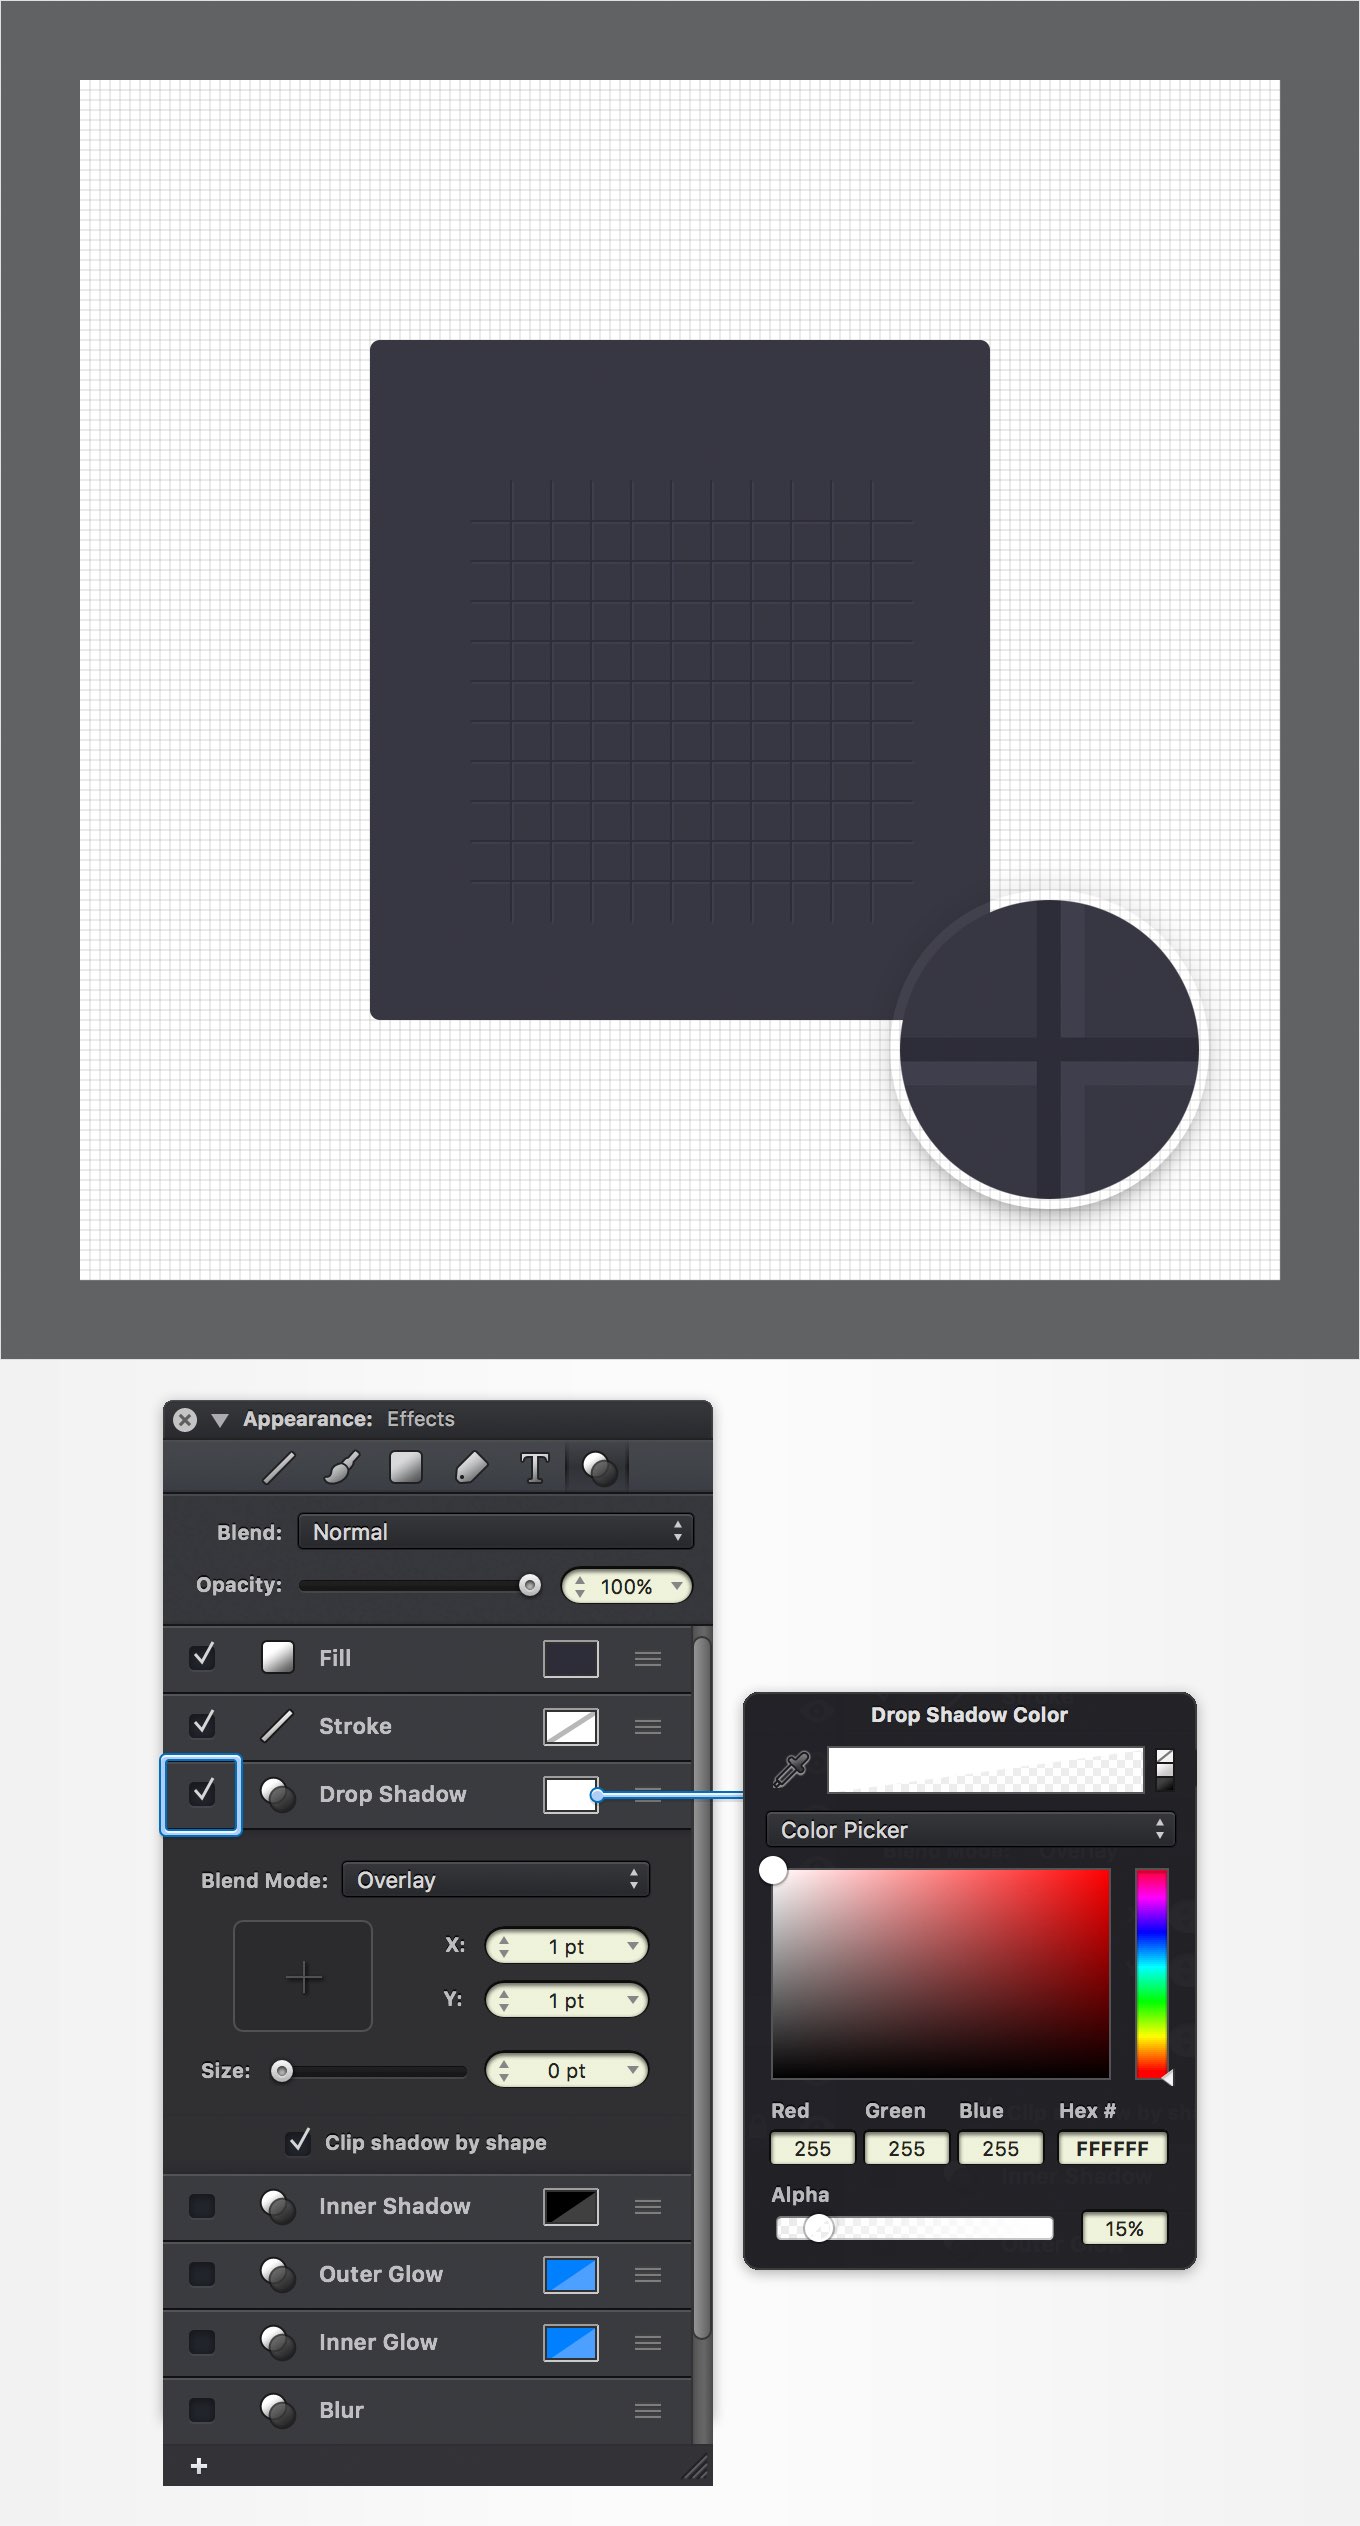 Appearance: Effects
Blend: Normal
Opacity: 100%
Fill
Stroke
Drop Shadow
Blend Mode: Overlay
X: 1 pt
Y: 1 pt
Size: 0 pt
Clip shadow by shape
Inner Shadow
Outer Glow
Inner Glow
Blur
Drop Shadow Color
Color Picker
Red Green Blue Hex #
255 255 255 FFFFFF
Alpha
15%